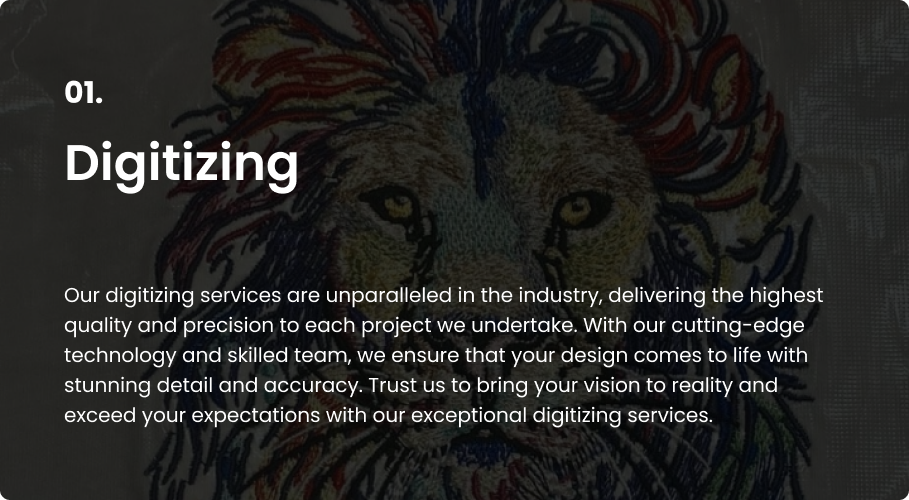 01.
Digitizing
Our digitizing services are unparalleled in the industry, delivering the highest
quality and precision to each project we undertake. With our cutting-edge
technology and skilled team, we ensure that your design comes to life with
stunning detail and accuracy. Trust us to bring your vision to reality and
exceed your expectations with our exceptional digitizing services.